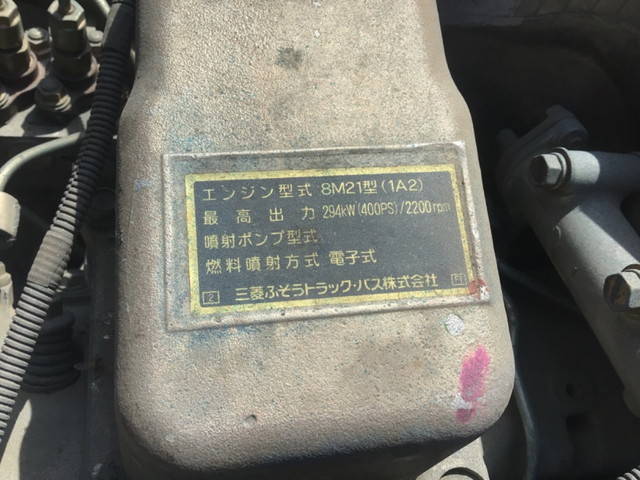 エンジン型式 8M21型(1A2)
最高出力 294kW(400PS)/2200rpm
噴射ポンプ型式
燃料噴射方式 電子式
2 三菱ふそうトラック・バス株式会社